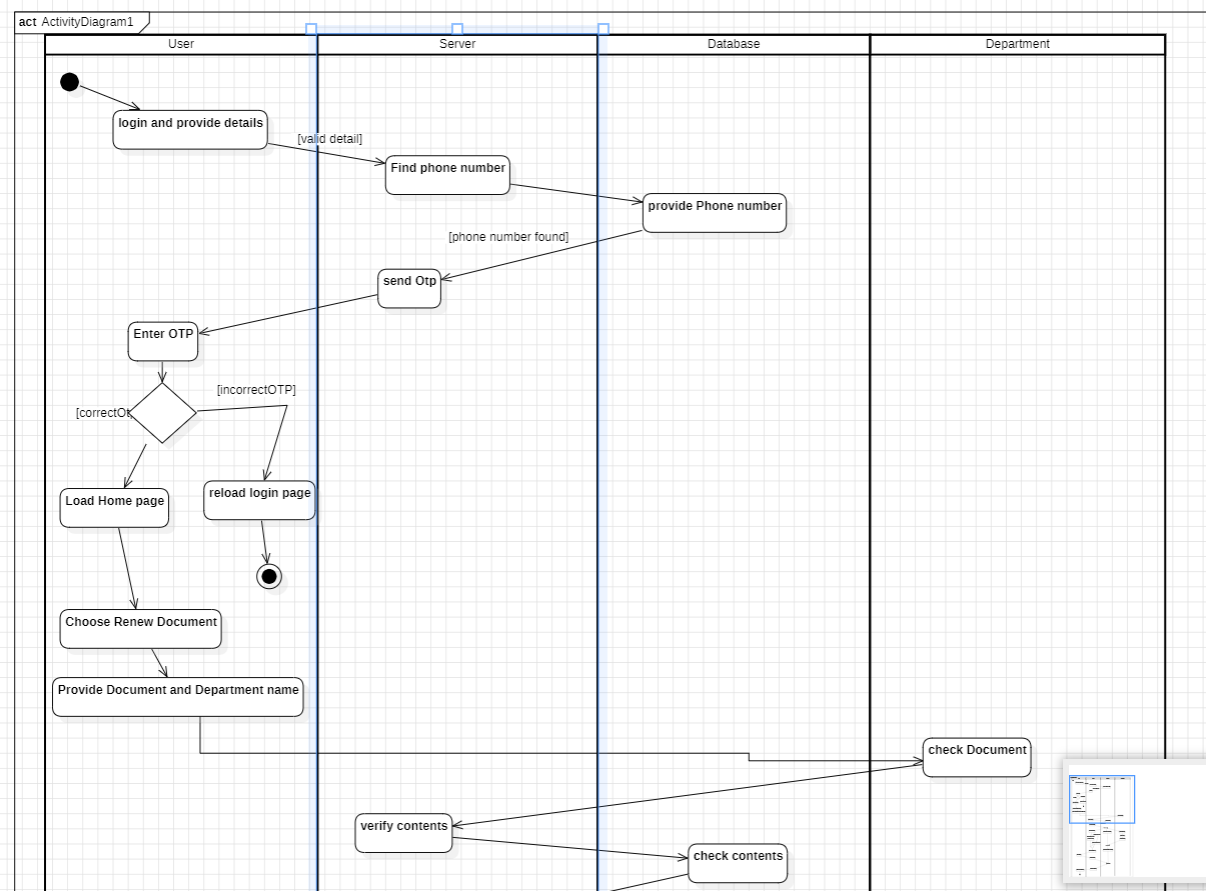 act ActivityDiagram1
User
Server
Database
Department
login and provide details
[valid detail]
Find phone number
provide Phone number
[phone number found]
send Otp
Enter OTP
[incorrectOTP]
Load Home page
reload login page
Choose Renew Document
Provide Document and Department name
check Document
verify contents
check contents